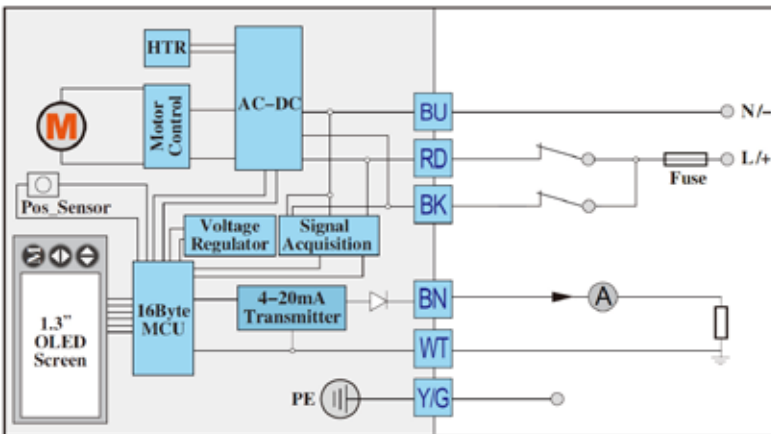 HTR
AC-DC
M
Motor
Control
Pos_Sensor
Voltage
Regulator
Signal
Acquisition
1.3”
OLED
Screen
16Byte
MCU
4-20mA
Transmitter
PE
BU
RD
BK
BN
WT
Y/G
N/-
L/+
Fuse
A